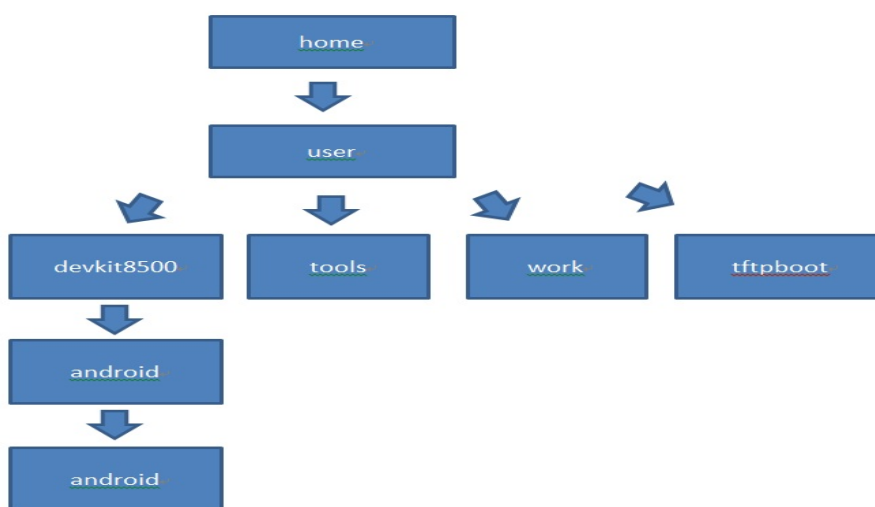 home
user
devkit8500
tools
work
tftpboot
android
android